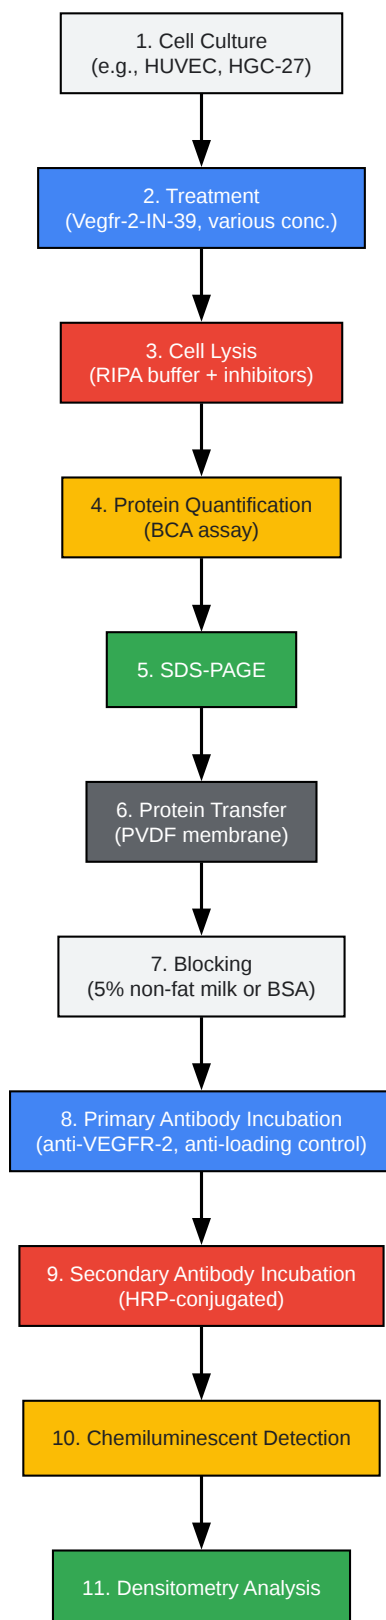 1. Cell Culture
(e.g., HUVEC, HGC-27)
2. Treatment
(Vegfr-2-IN-39, various conc.)
3. Cell Lysis
(RIPA buffer + inhibitors)
4. Protein Quantification
(BCA assay)
5. SDS-PAGE
6. Protein Transfer
(PVDF membrane)
7. Blocking
(5% non-fat milk or BSA)
8. Primary Antibody Incubation
(anti-VEGFR-2, anti-loading control)
9. Secondary Antibody Incubation
(HRP-conjugated)
10. Chemiluminescent Detection
11. Densitometry Analysis